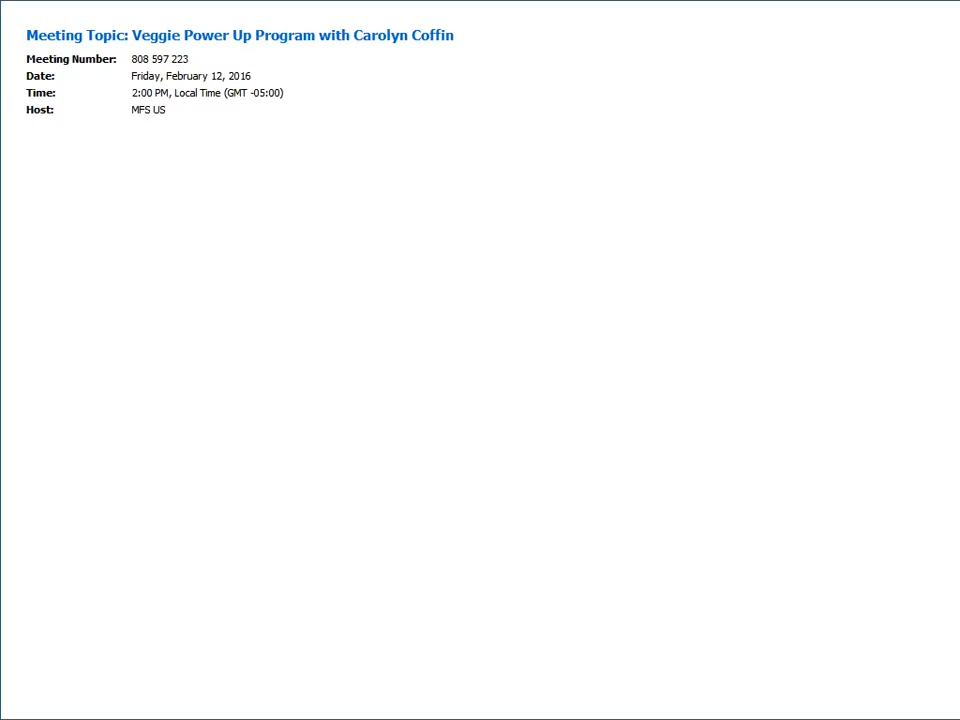 Meeting Topic: Veggie Power Up Program with Carolyn Coffin
Meeting Number: 808 597 223
Date: Friday, February 12, 2016
Time: 2:00 PM, Local Time (GMT -05:00)
Host: MFS US